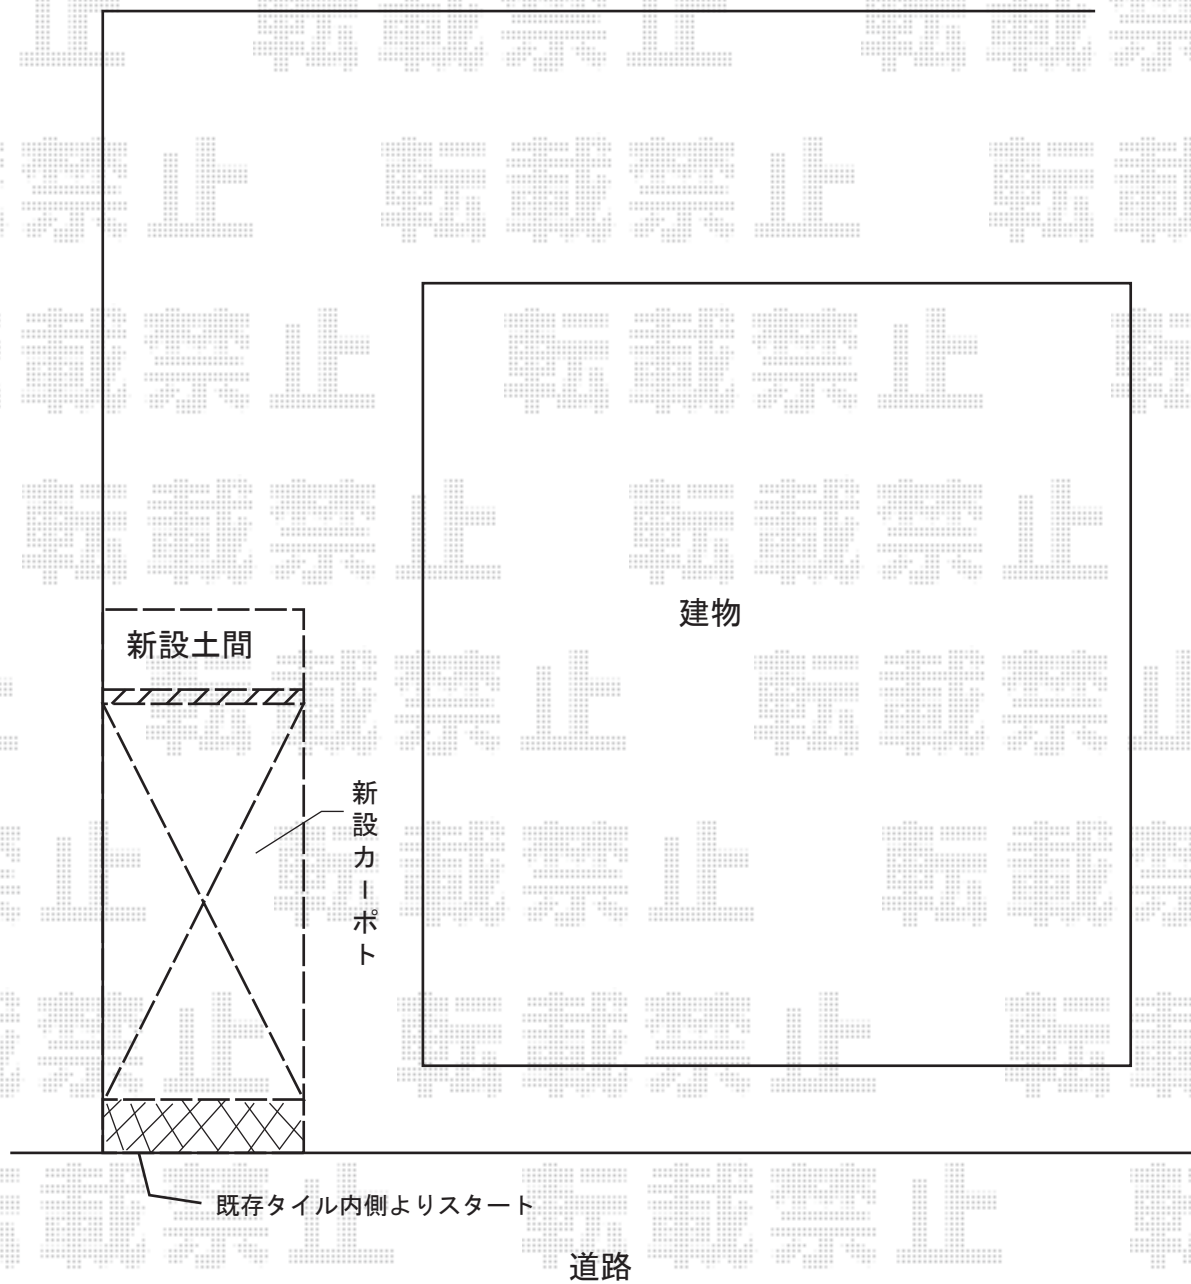 転載禁止
建物
新設土間
新設カーポート
既存タイル内側よりスタート
道路